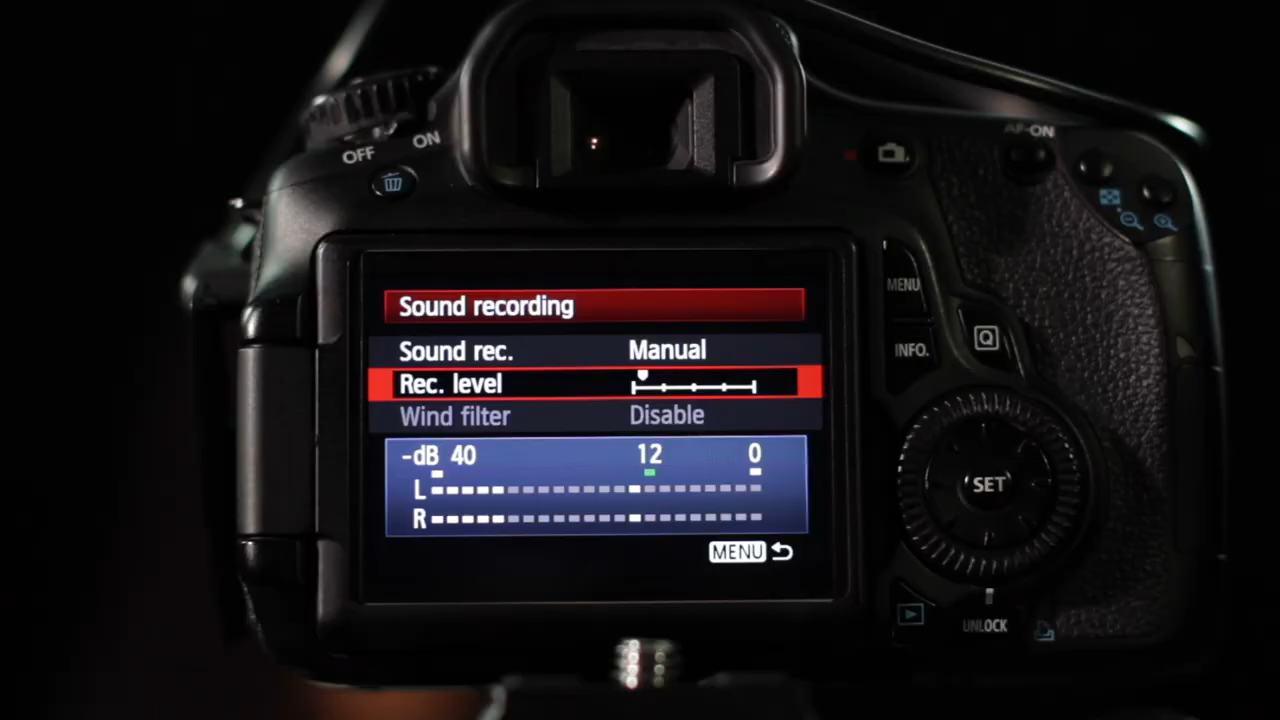 OFF ON
AF-ON
Sound recording
Sound rec. Manual
Rec. level
Wind filter Disable
-dB 40 12 0
L
R
MENU
MENU
INFO.
Q
SET
UNLOCK